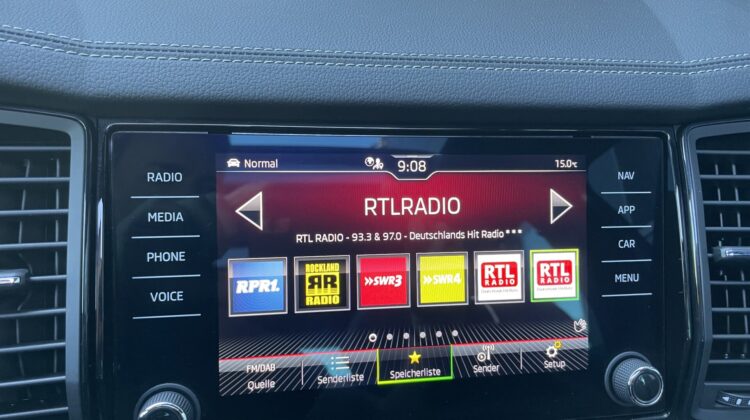 Normal 9:08 15.0°C
RADIO
MEDIA
PHONE
VOICE
NAV
APP
CAR
MENU
RTLRADIO
RTL RADIO - 93.3 & 97.0 - Deutschlands Hit Radio ***
RPR1.
ROCKLAND
RR
RADIO
>>SWR3
>>SWR4
RTL
RADIO
RTL
RADIO
FM/DAB
Quelle
Senderliste
Speicherliste
Sender
Setup